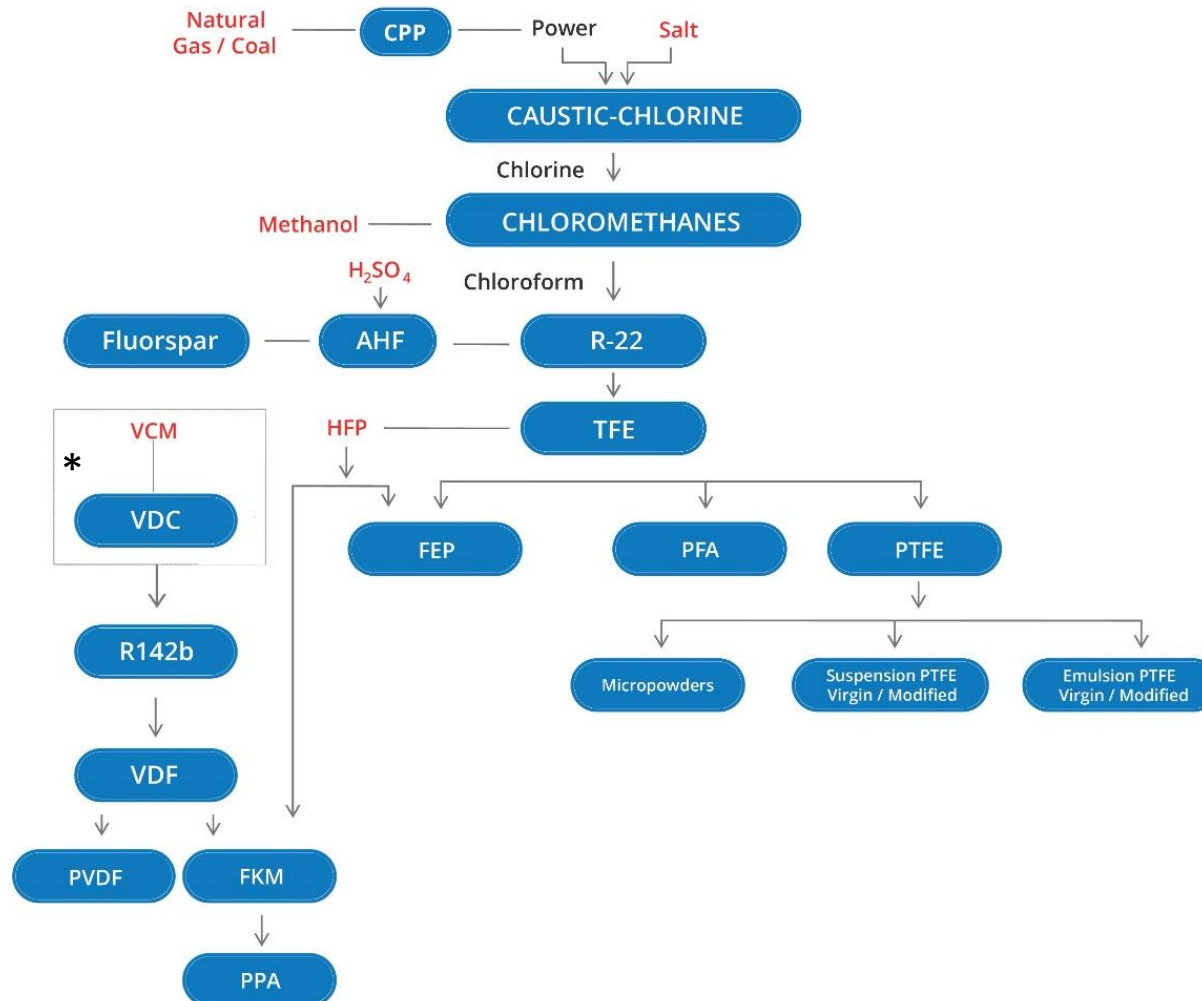 Natural
Gas / Coal
CPP
Power
Salt
CAUSTIC-CHLORINE
Chlorine
Methanol
CHLOROMETHANES
H₂SO₄
Chloroform
Fluorspar
AHF
R-22
VCM
HFP
TFE
*
VDC
FEP
PFA
PTFE
R142b
Micropowders
Suspension PTFE
Virgin / Modified
Emulsion PTFE
Virgin / Modified
VDF
PVDF
FKM
PPA